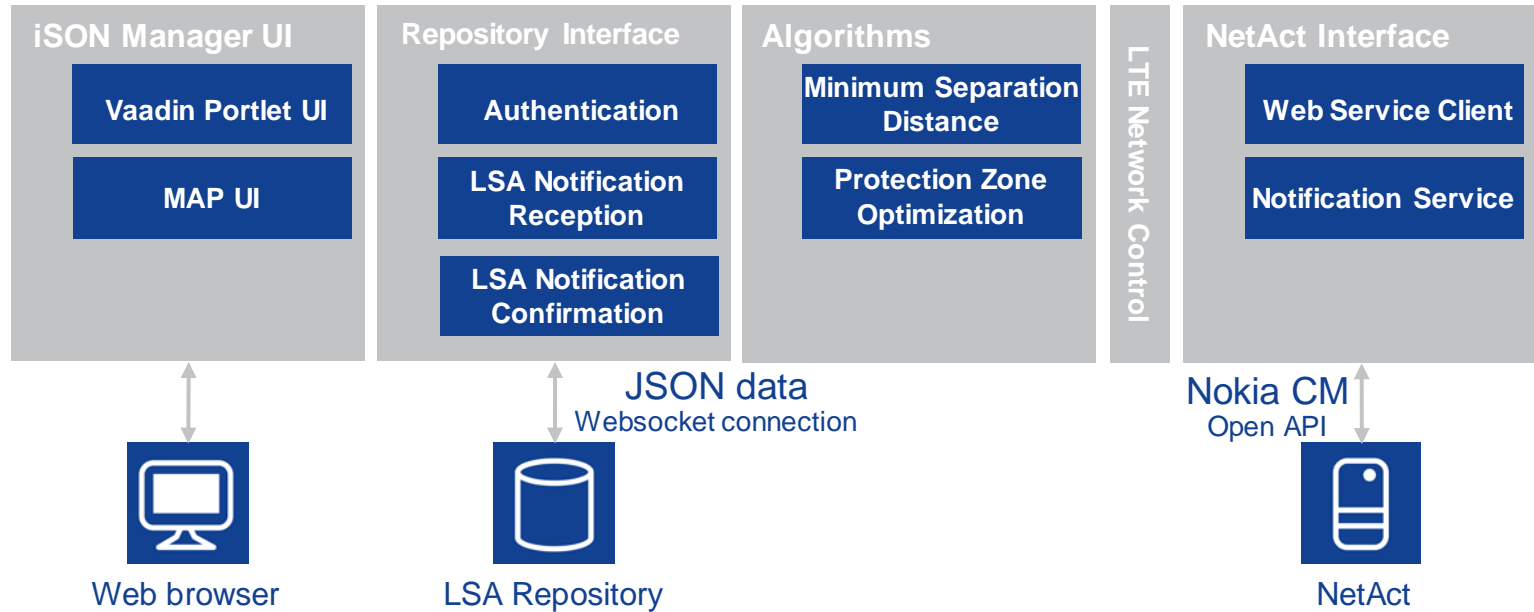 iSON Manager UI
Vaadin Portlet UI
MAP UI
Repository Interface
Authentication
LSA Notification
Reception
LSA Notification
Confirmation
Algorithms
Minimum Separation
Distance
Protection Zone
Optimization
LTE Network Control
NetAct Interface
Web Service Client
Notification Service
JSON data
Websocket connection
Nokia CM
Open API
Web browser
LSA Repository
NetAct